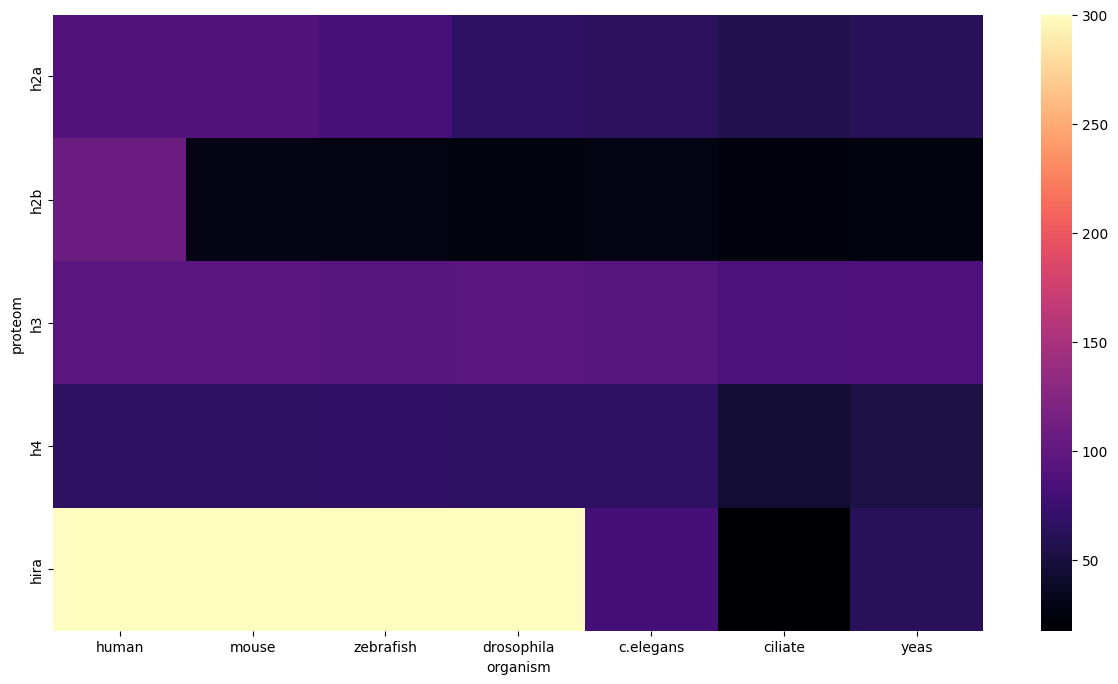 proteom
h2a
h2b
h3
h4
hira
human mouse zebrafish drosophila c.elegans ciliate yeas
organism
300
250
200
150
100
50